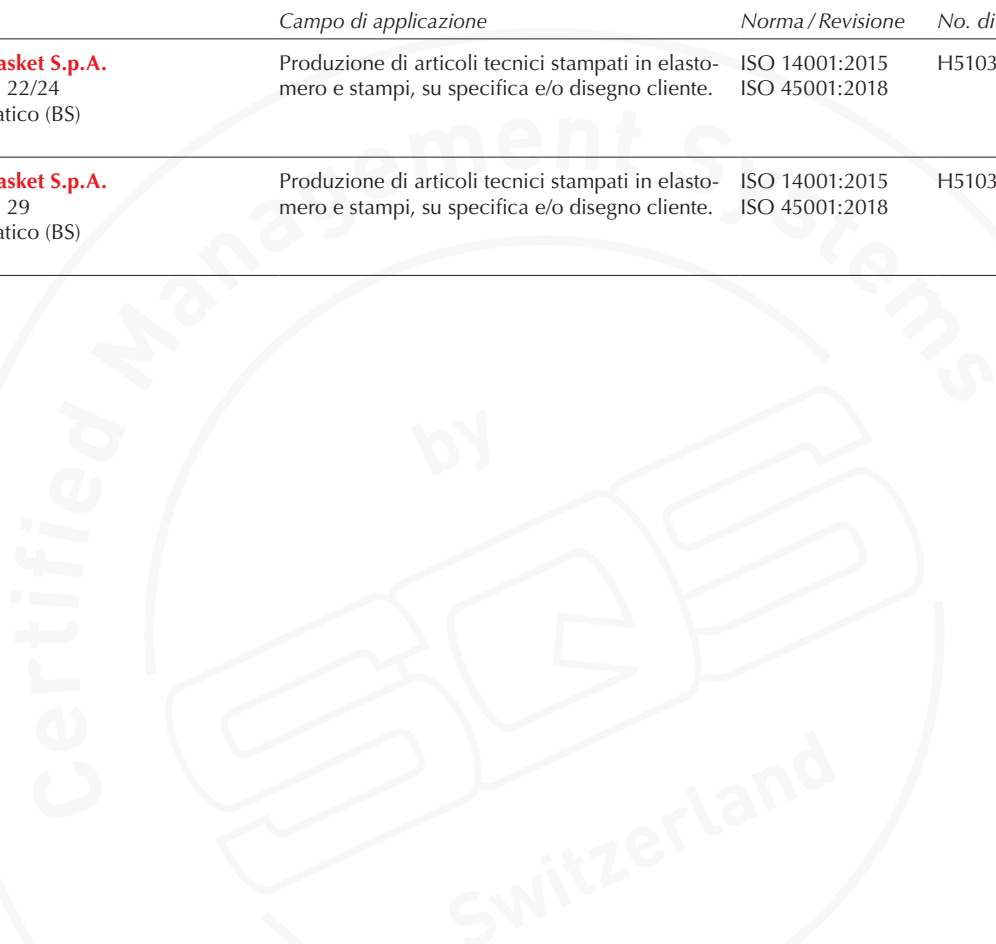 Campo di applicazione Norma / Revisione No. di
asket S.p.A. Produzione di articoli tecnici stampati in elasto- ISO 14001:2015 H5103
22/24 mero e stampi, su specifica e/o disegno cliente. ISO 45001:2018
atico (BS)
asket S.p.A. Produzione di articoli tecnici stampati in elasto- ISO 14001:2015 H5103
29 mero e stampi, su specifica e/o disegno cliente. ISO 45001:2018
atico (BS)
Certified Management Systems
by
SQS
Switzerland